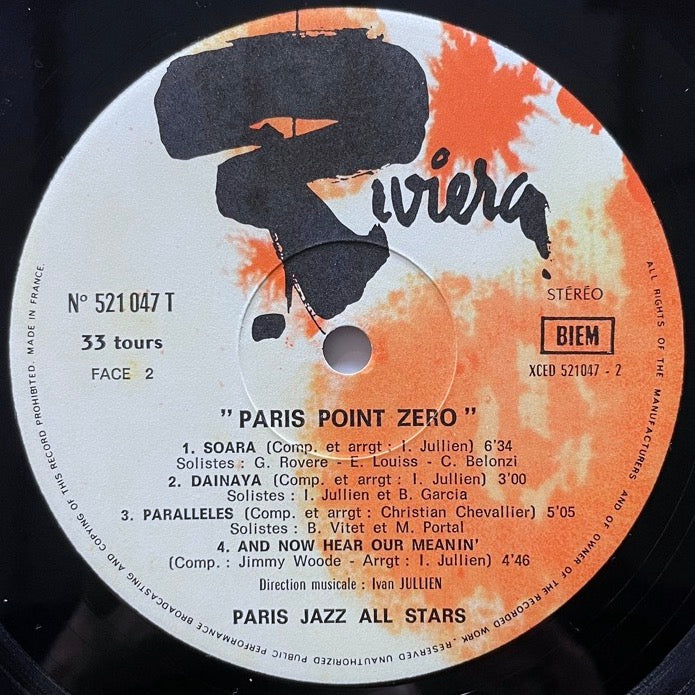 Riviera
N° 521 047 T
33 tours
FACE 2
STÉRÉO
BIEM
XCED 521047 - 2
" PARIS POINT ZERO "
1. SOARA (Comp. et arrgt : I. Jullien) 6'34
Solistes : G. Rovere - E. Louiss - C. Belonzi
2. DAINAYA (Comp. et arrgt : I. Jullien) 3'00
Solistes : I. Jullien et B. Garcia
3. PARALLELES (Comp. et arrgt : Christian Chevallier) 5'05
Solistes : B. Vitet et M. Portal
4. AND NOW HEAR OUR MEANIN'
(Comp. : Jimmy Woode - Arrgt : I. Jullien) 4'46
Direction musicale : Ivan JULLIEN
PARIS JAZZ ALL STARS
ALL RIGHTS OF THE MANUFACTURERS AND OF OWNER OF THE RECORDED WORK. RESERVED UNAUTHORIZED PUBLIC PERFORMANCE BROADCASTING AND COPYING OF THIS RECORD PROHIBITED. MADE IN FRANCE.